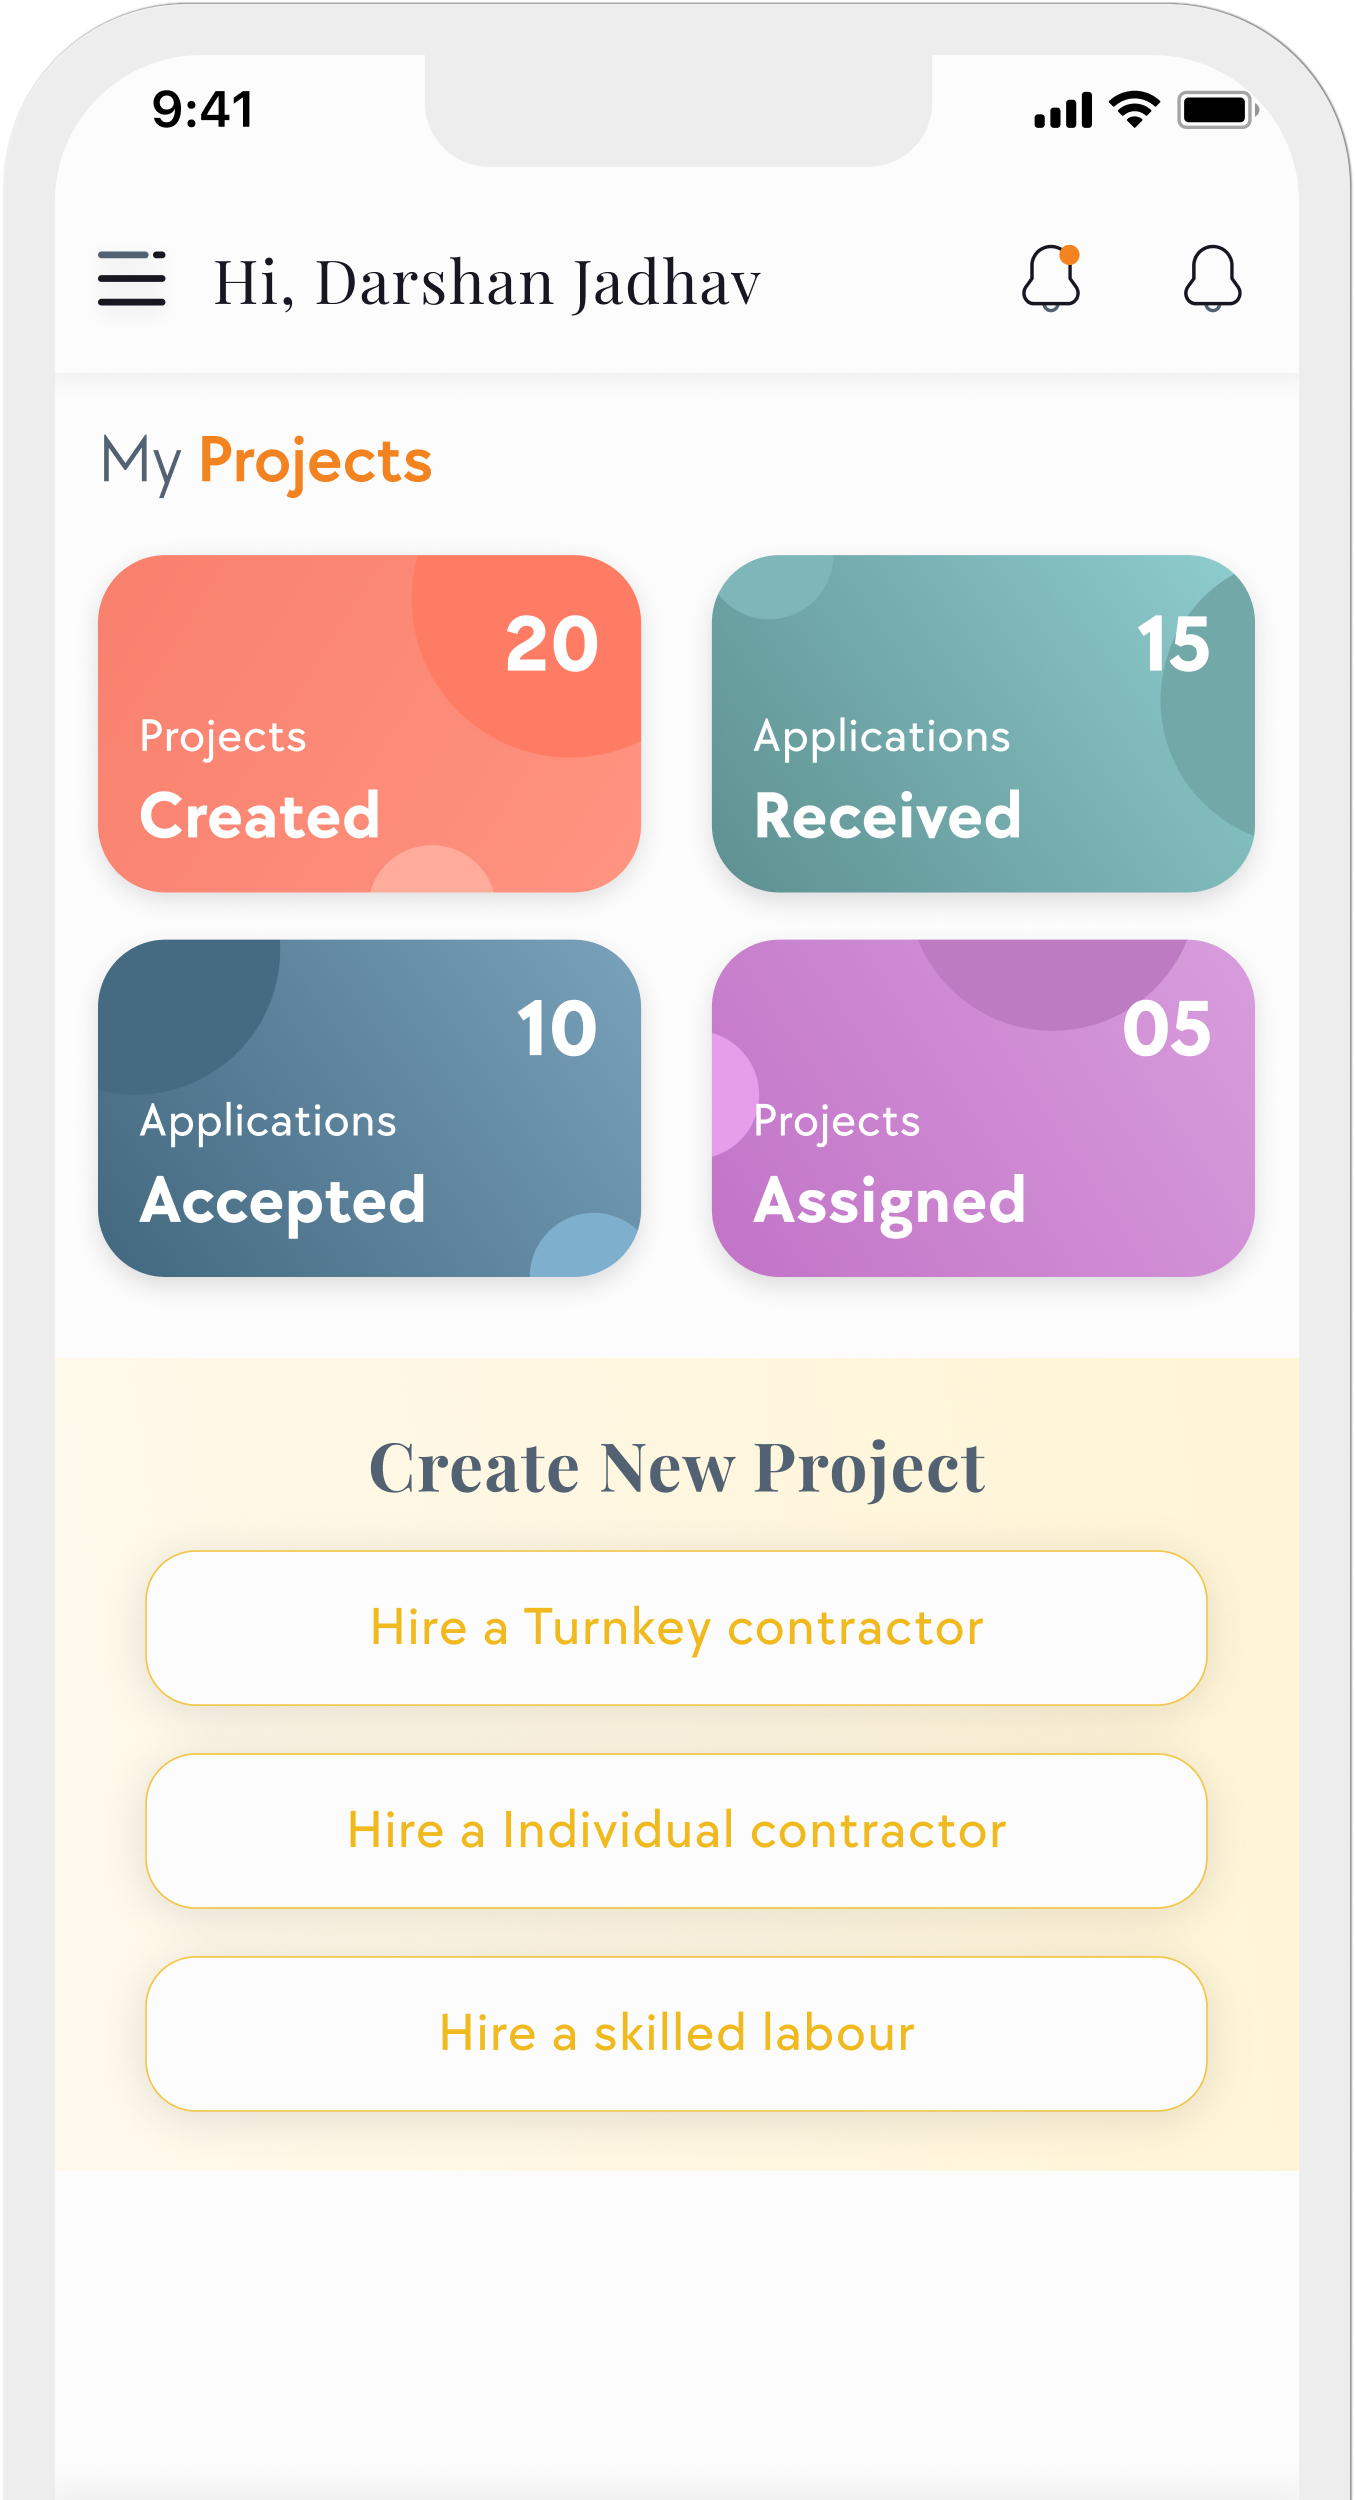 9:41
Hi, Darshan Jadhav
My Projects
20
Projects
Created
15
Applications
Received
10
Applications
Accepted
05
Projects
Assigned
Create New Project
Hire a Turnkey contractor
Hire a Individual contractor
Hire a skilled labour